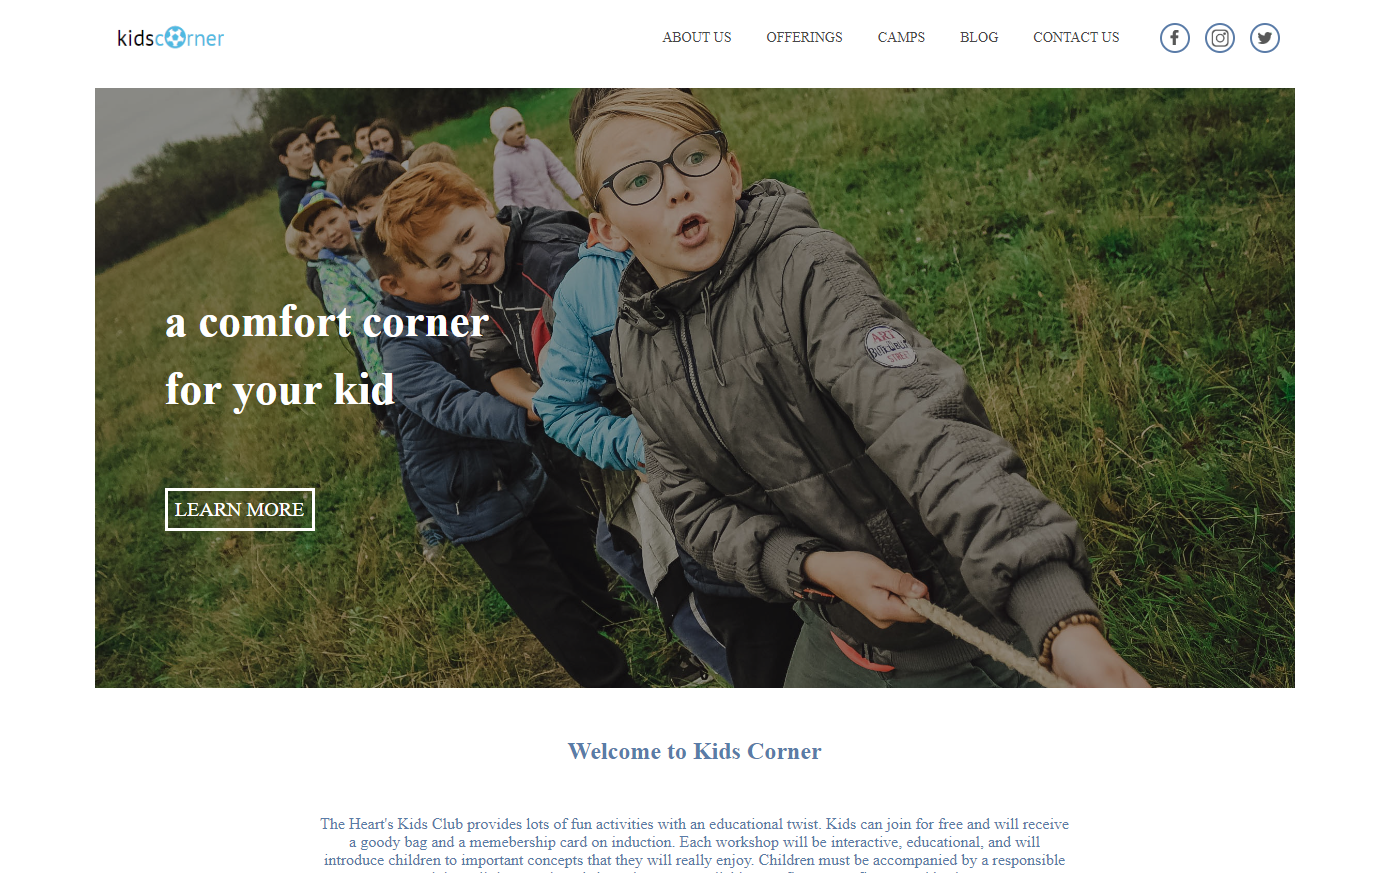 kidscorner
ABOUT US
OFFERINGS
CAMPS
BLOG
CONTACT US
a comfort corner
for your kid
ART
STREET
LEARN MORE
Welcome to Kids Corner
The Heart's Kids Club provides lots of fun activities with an educational twist. Kids can join for free and will receive
a goody bag and a memebership card on induction. Each workshop will be interactive, educational, and will
introduce children to important concepts that they will really enjoy. Children must be accompanied by a responsible